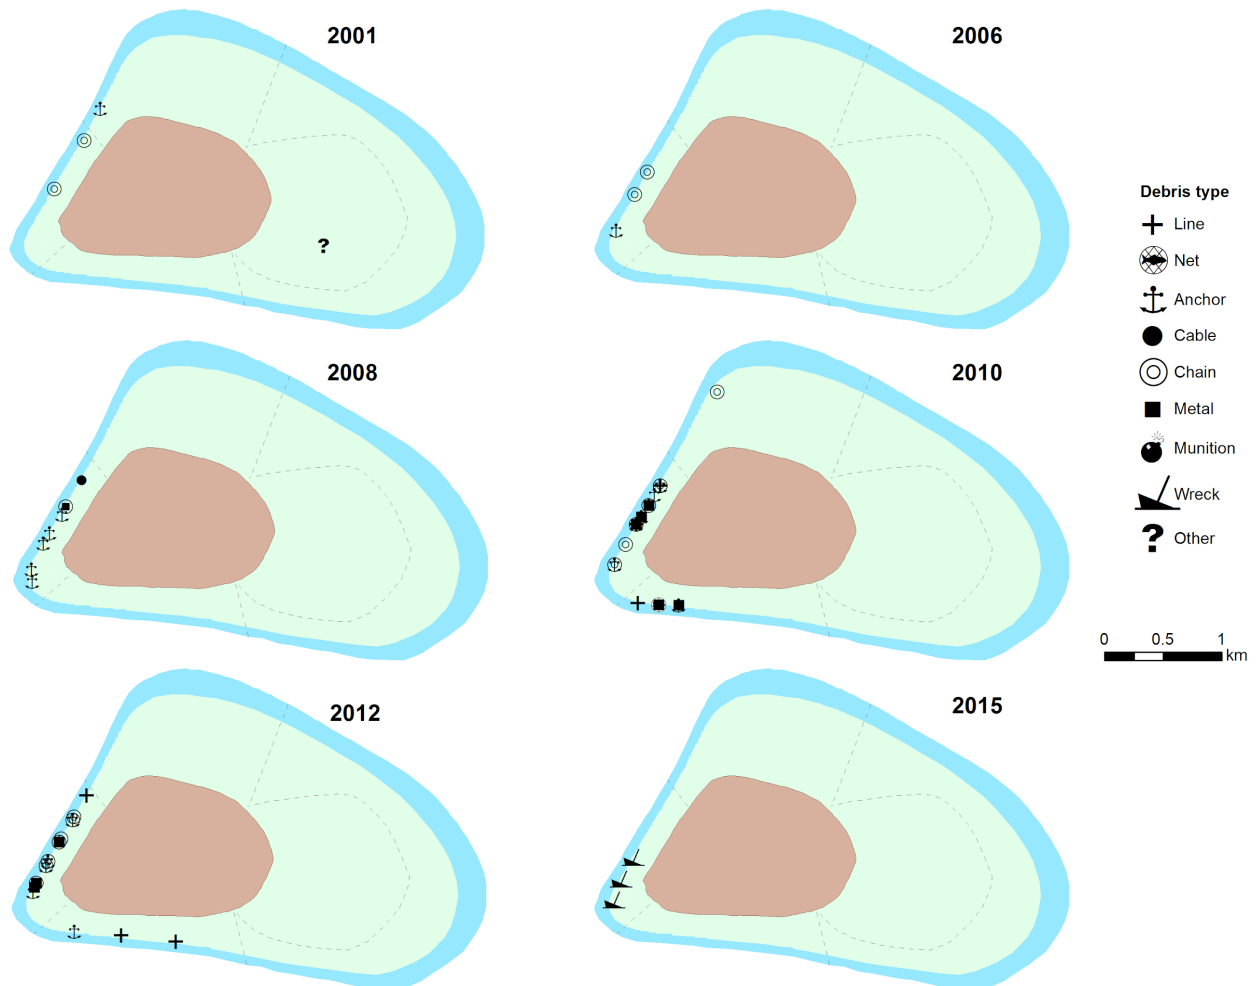 2001
2006
Debris type
Line
Net
Anchor
Cable
Chain
Metal
Munition
Wreck
? Other
?
2008
2010
0 0.5 1
km
2012
2015